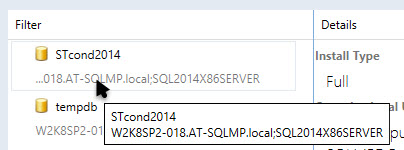 Filter
Details
STcond2014
...018.AT-SQLMP.local;SQL2014X86SERVER
Install Type
Full
tempdb
W2K8SP2-01
STcond2014
W2K8SP2-018.AT-SQLMP.local;SQL2014X86SERVER